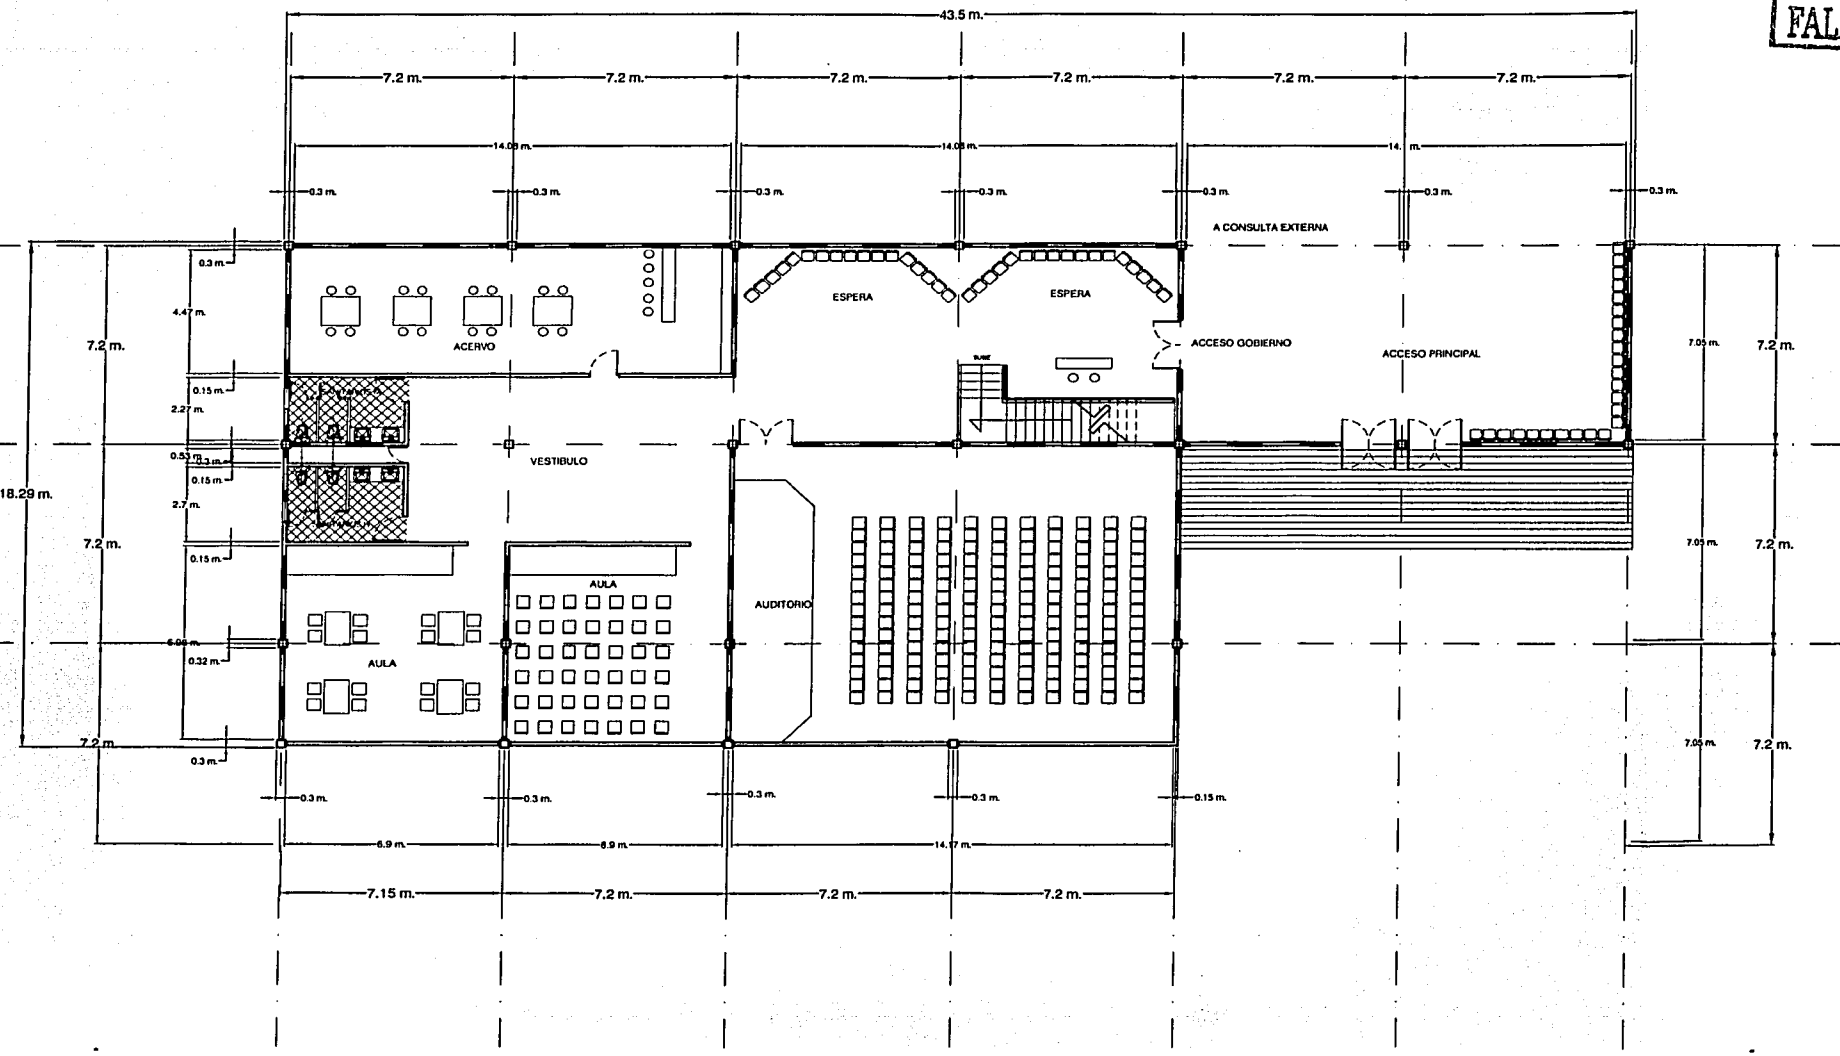 43.5 m.
FAL
7.2 m. 7.2 m. 7.2 m. 7.2 m. 7.2 m. 7.2 m.
0.3 m. 0.3 m. 0.3 m. 0.3 m. 0.3 m. 0.3 m. 0.3 m.
A CONSULTA EXTERNA
0.3 m.
ESPERA
ESPERA
4.47 m.
7.2 m.
ACERVO
ACCESO GOBIERNO
ACCESO PRINCIPAL
7.05 m.
7.2 m.
SUBE
0.15 m.
2.27 m.
0.3 m.
VESTIBULO
0.15 m.
18.29 m.
2.7 m.
7.2 m.
7.05 m.
7.2 m.
0.15 m.
AULA
AUDITORIO
AULA
0.32 m.
7.2 m.
7.05 m.
7.2 m.
0.3 m.
0.3 m. 0.3 m. 0.3 m. 0.3 m. 0.15 m.
6.9 m. 6.9 m. 14.17 m.
7.15 m. 7.2 m. 7.2 m. 7.2 m.